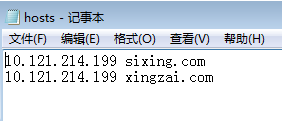 hosts - 记事本
文件(F) 编辑(E) 格式(O) 查看(V) 帮助(H)
10.121.214.199 sixing.com
10.121.214.199 xingzai.com